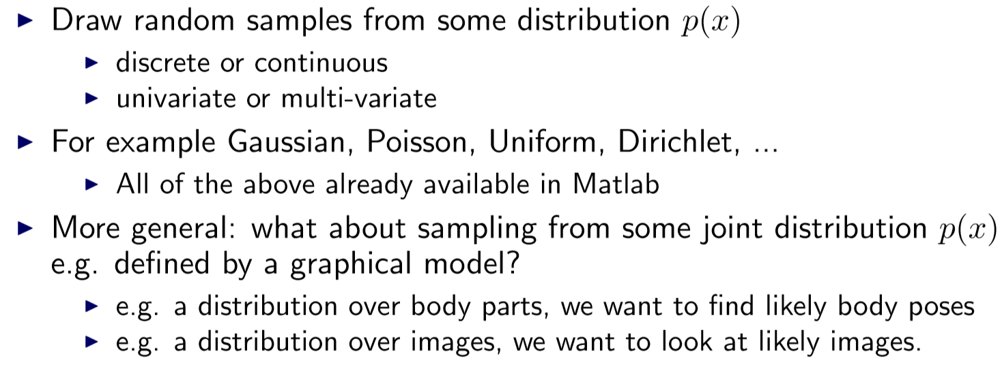 ▶ Draw random samples from some distribution p(x)
▶ discrete or continuous
▶ univariate or multi-variate
▶ For example Gaussian, Poisson, Uniform, Dirichlet, ...
▶ All of the above already available in Matlab
▶ More general: what about sampling from some joint distribution p(x)
e.g. defined by a graphical model?
▶ e.g. a distribution over body parts, we want to find likely body poses
▶ e.g. a distribution over images, we want to look at likely images.